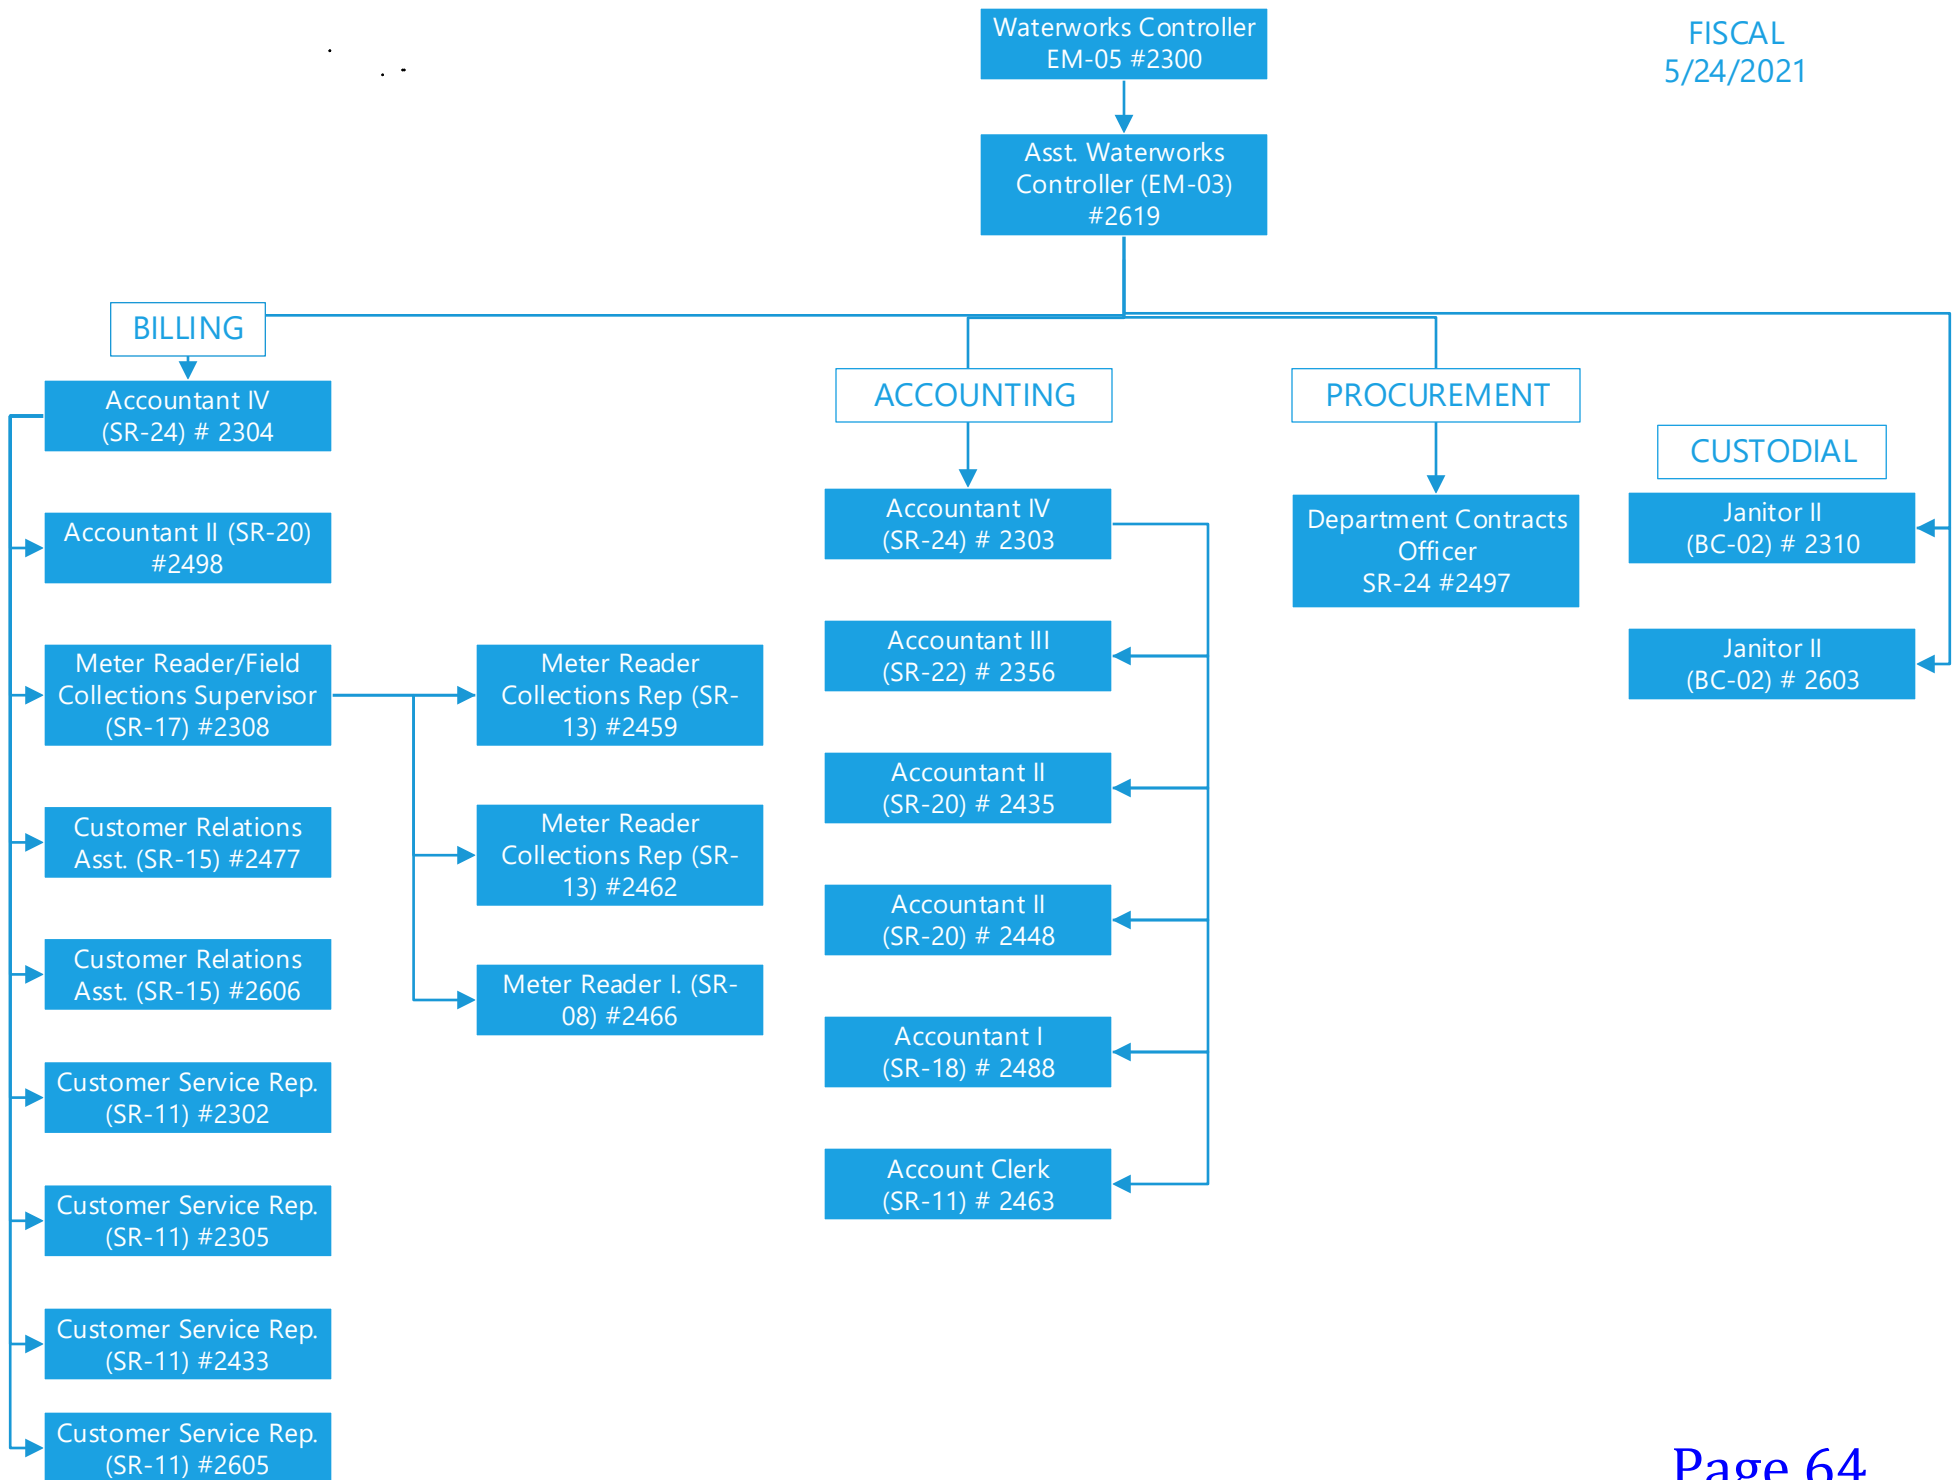 Waterworks Controller
EM-05 #2300
FISCAL
5/24/2021
Asst. Waterworks
Controller (EM-03)
#2619
BILLING
Accountant IV
(SR-24) # 2304
Accountant II (SR-20)
#2498
Meter Reader/Field
Collections Supervisor
(SR-17) #2308
Customer Relations
Asst. (SR-15) #2477
Customer Relations
Asst. (SR-15) #2606
Customer Service Rep.
(SR-11) #2302
Customer Service Rep.
(SR-11) #2305
Customer Service Rep.
(SR-11) #2433
Customer Service Rep.
(SR-11) #2605
Meter Reader
Collections Rep (SR-
13) #2459
Meter Reader
Collections Rep (SR-
13) #2462
Meter Reader I. (SR-
08) #2466
ACCOUNTING
Accountant IV
(SR-24) # 2303
Accountant III
(SR-22) # 2356
Accountant II
(SR-20) # 2435
Accountant II
(SR-20) # 2448
Accountant I
(SR-18) # 2488
Account Clerk
(SR-11) # 2463
PROCUREMENT
Department Contracts
Officer
SR-24 #2497
CUSTODIAL
Janitor II
(BC-02) # 2310
Janitor II
(BC-02) # 2603
Page 64